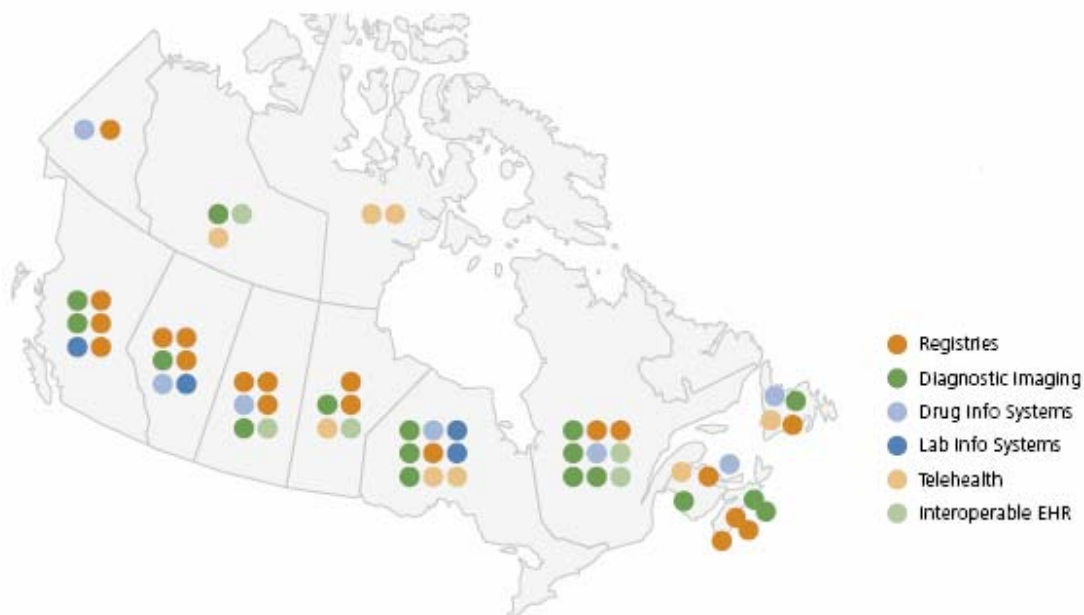 Registries
Diagnostic Imaging
Drug Info Systems
Lab Info Systems
Telehealth
Interoperable EHR